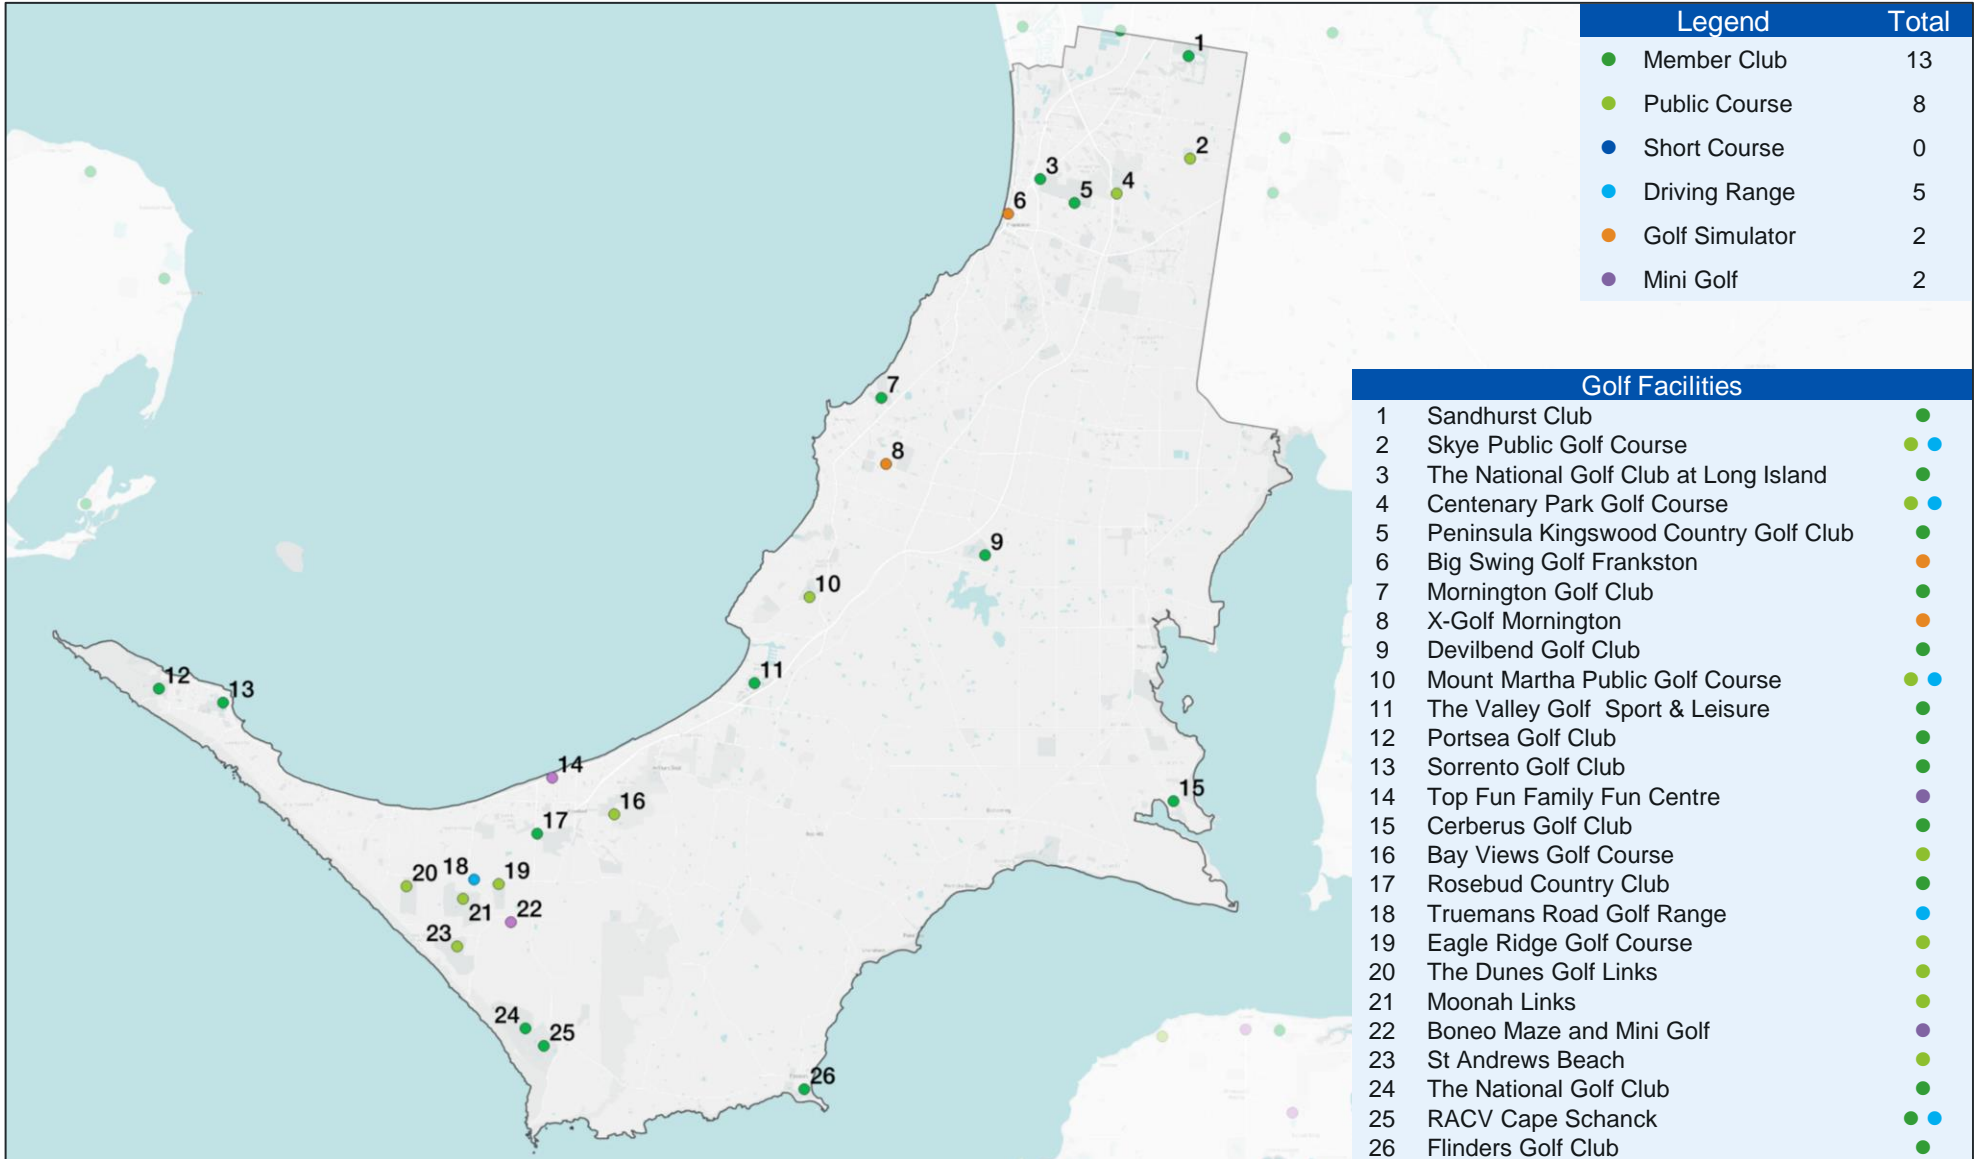 Legend Total
Member Club 13
Public Course 8
Short Course 0
Driving Range 5
Golf Simulator 2
Mini Golf 2
1
2
3
4
5
6
7
8
9
10
11
12
13
14
15
16
17
18
19
20
21
22
23
24
25
26
Golf Facilities
1 Sandhurst Club
2 Skye Public Golf Course
3 The National Golf Club at Long Island
4 Centenary Park Golf Course
5 Peninsula Kingswood Country Golf Club
6 Big Swing Golf Frankston
7 Mornington Golf Club
8 X-Golf Mornington
9 Devilbend Golf Club
10 Mount Martha Public Golf Course
11 The Valley Golf  Sport & Leisure
12 Portsea Golf Club
13 Sorrento Golf Club
14 Top Fun Family Fun Centre
15 Cerberus Golf Club
16 Bay Views Golf Course
17 Rosebud Country Club
18 Truemans Road Golf Range
19 Eagle Ridge Golf Course
20 The Dunes Golf Links
21 Moonah Links
22 Boneo Maze and Mini Golf
23 St Andrews Beach
24 The National Golf Club
25 RACV Cape Schanck
26 Flinders Golf Club